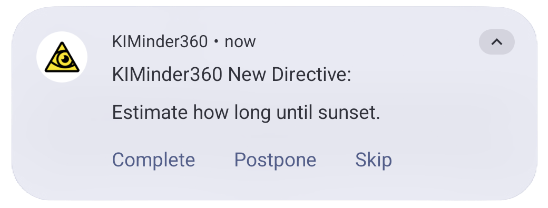 KIMinder360 • now
KIMinder360 New Directive:
Estimate how long until sunset.
Complete Postpone Skip